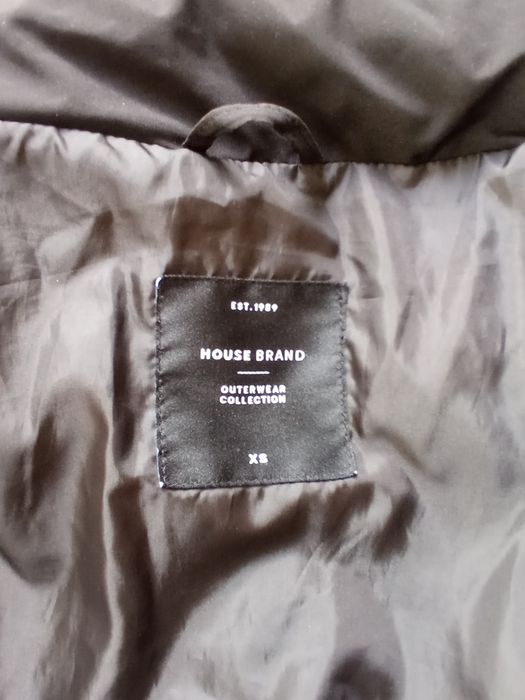 EST.1989
HOUSE BRAND
OUTERWEAR
COLLECTION
XS